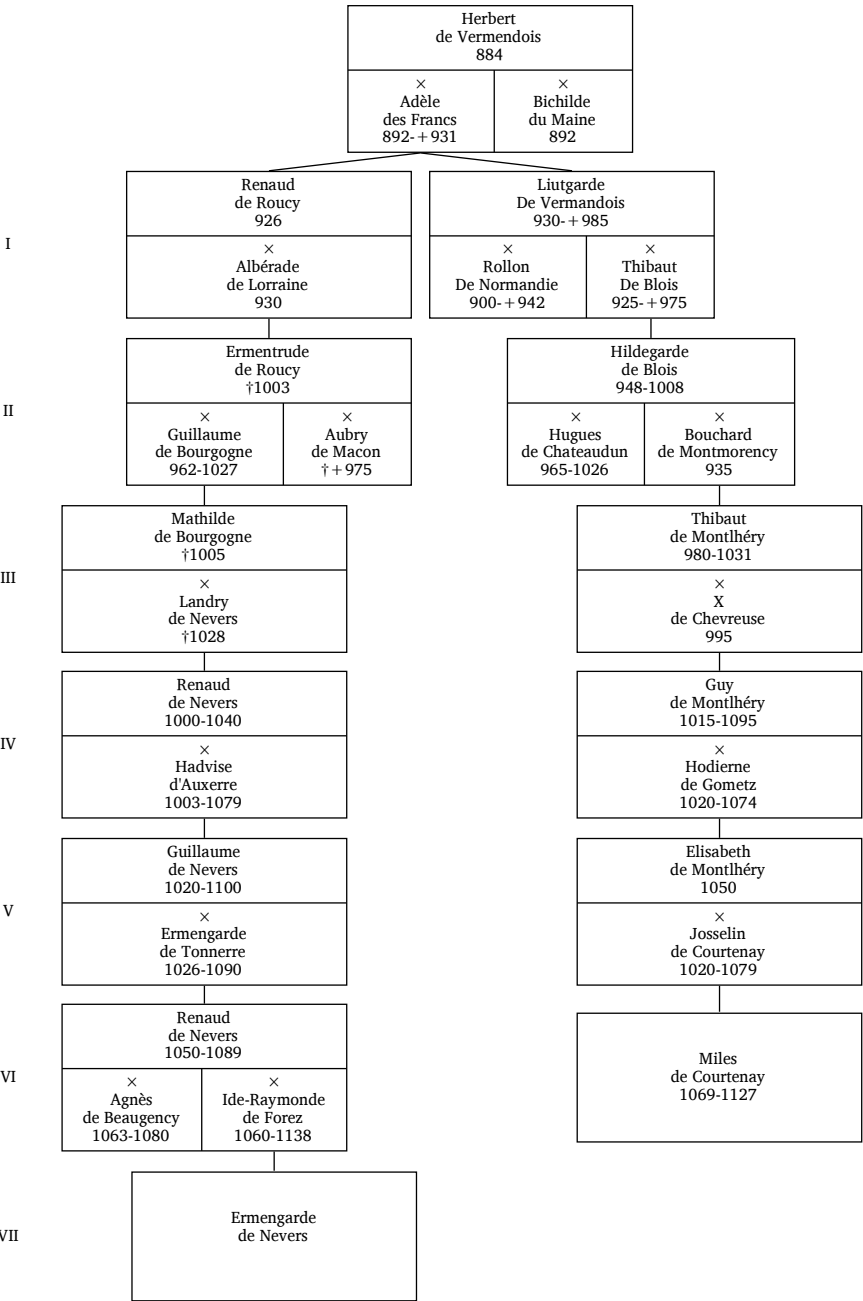 Herbert
de Vermendois
884
×
Adèle
des Francs
892-+931
×
Bichilde
du Maine
892
I
Renaud
de Roucy
926
×
Albérade
de Lorraine
930
Liutgarde
De Vermandois
930-+985
×
Rollon
De Normandie
900-+942
×
Thibaut
De Blois
925-+975
II
Ermentrude
de Roucy
†1003
×
Guillaume
de Bourgogne
962-1027
×
Aubry
de Macon
†+975
Hildegarde
de Blois
948-1008
×
Hugues
de Chateaudun
965-1026
×
Bouchard
de Montmorency
935
III
Mathilde
de Bourgogne
†1005
×
Landry
de Nevers
†1028
Thibaut
de Montlhéry
980-1031
×
X
de Chevreuse
995
IV
Renaud
de Nevers
1000-1040
×
Hadvise
d'Auxerre
1003-1079
Guy
de Montlhéry
1015-1095
×
Hodierne
de Gometz
1020-1074
V
Guillaume
de Nevers
1020-1100
×
Ermengarde
de Tonnerre
1026-1090
Elisabeth
de Montlhéry
1050
×
Josselin
de Courtenay
1020-1079
VI
Renaud
de Nevers
1050-1089
×
Agnès
de Beaugency
1063-1080
×
Ide-Raymonde
de Forez
1060-1138
Miles
de Courtenay
1069-1127
VII
Ermengarde
de Nevers